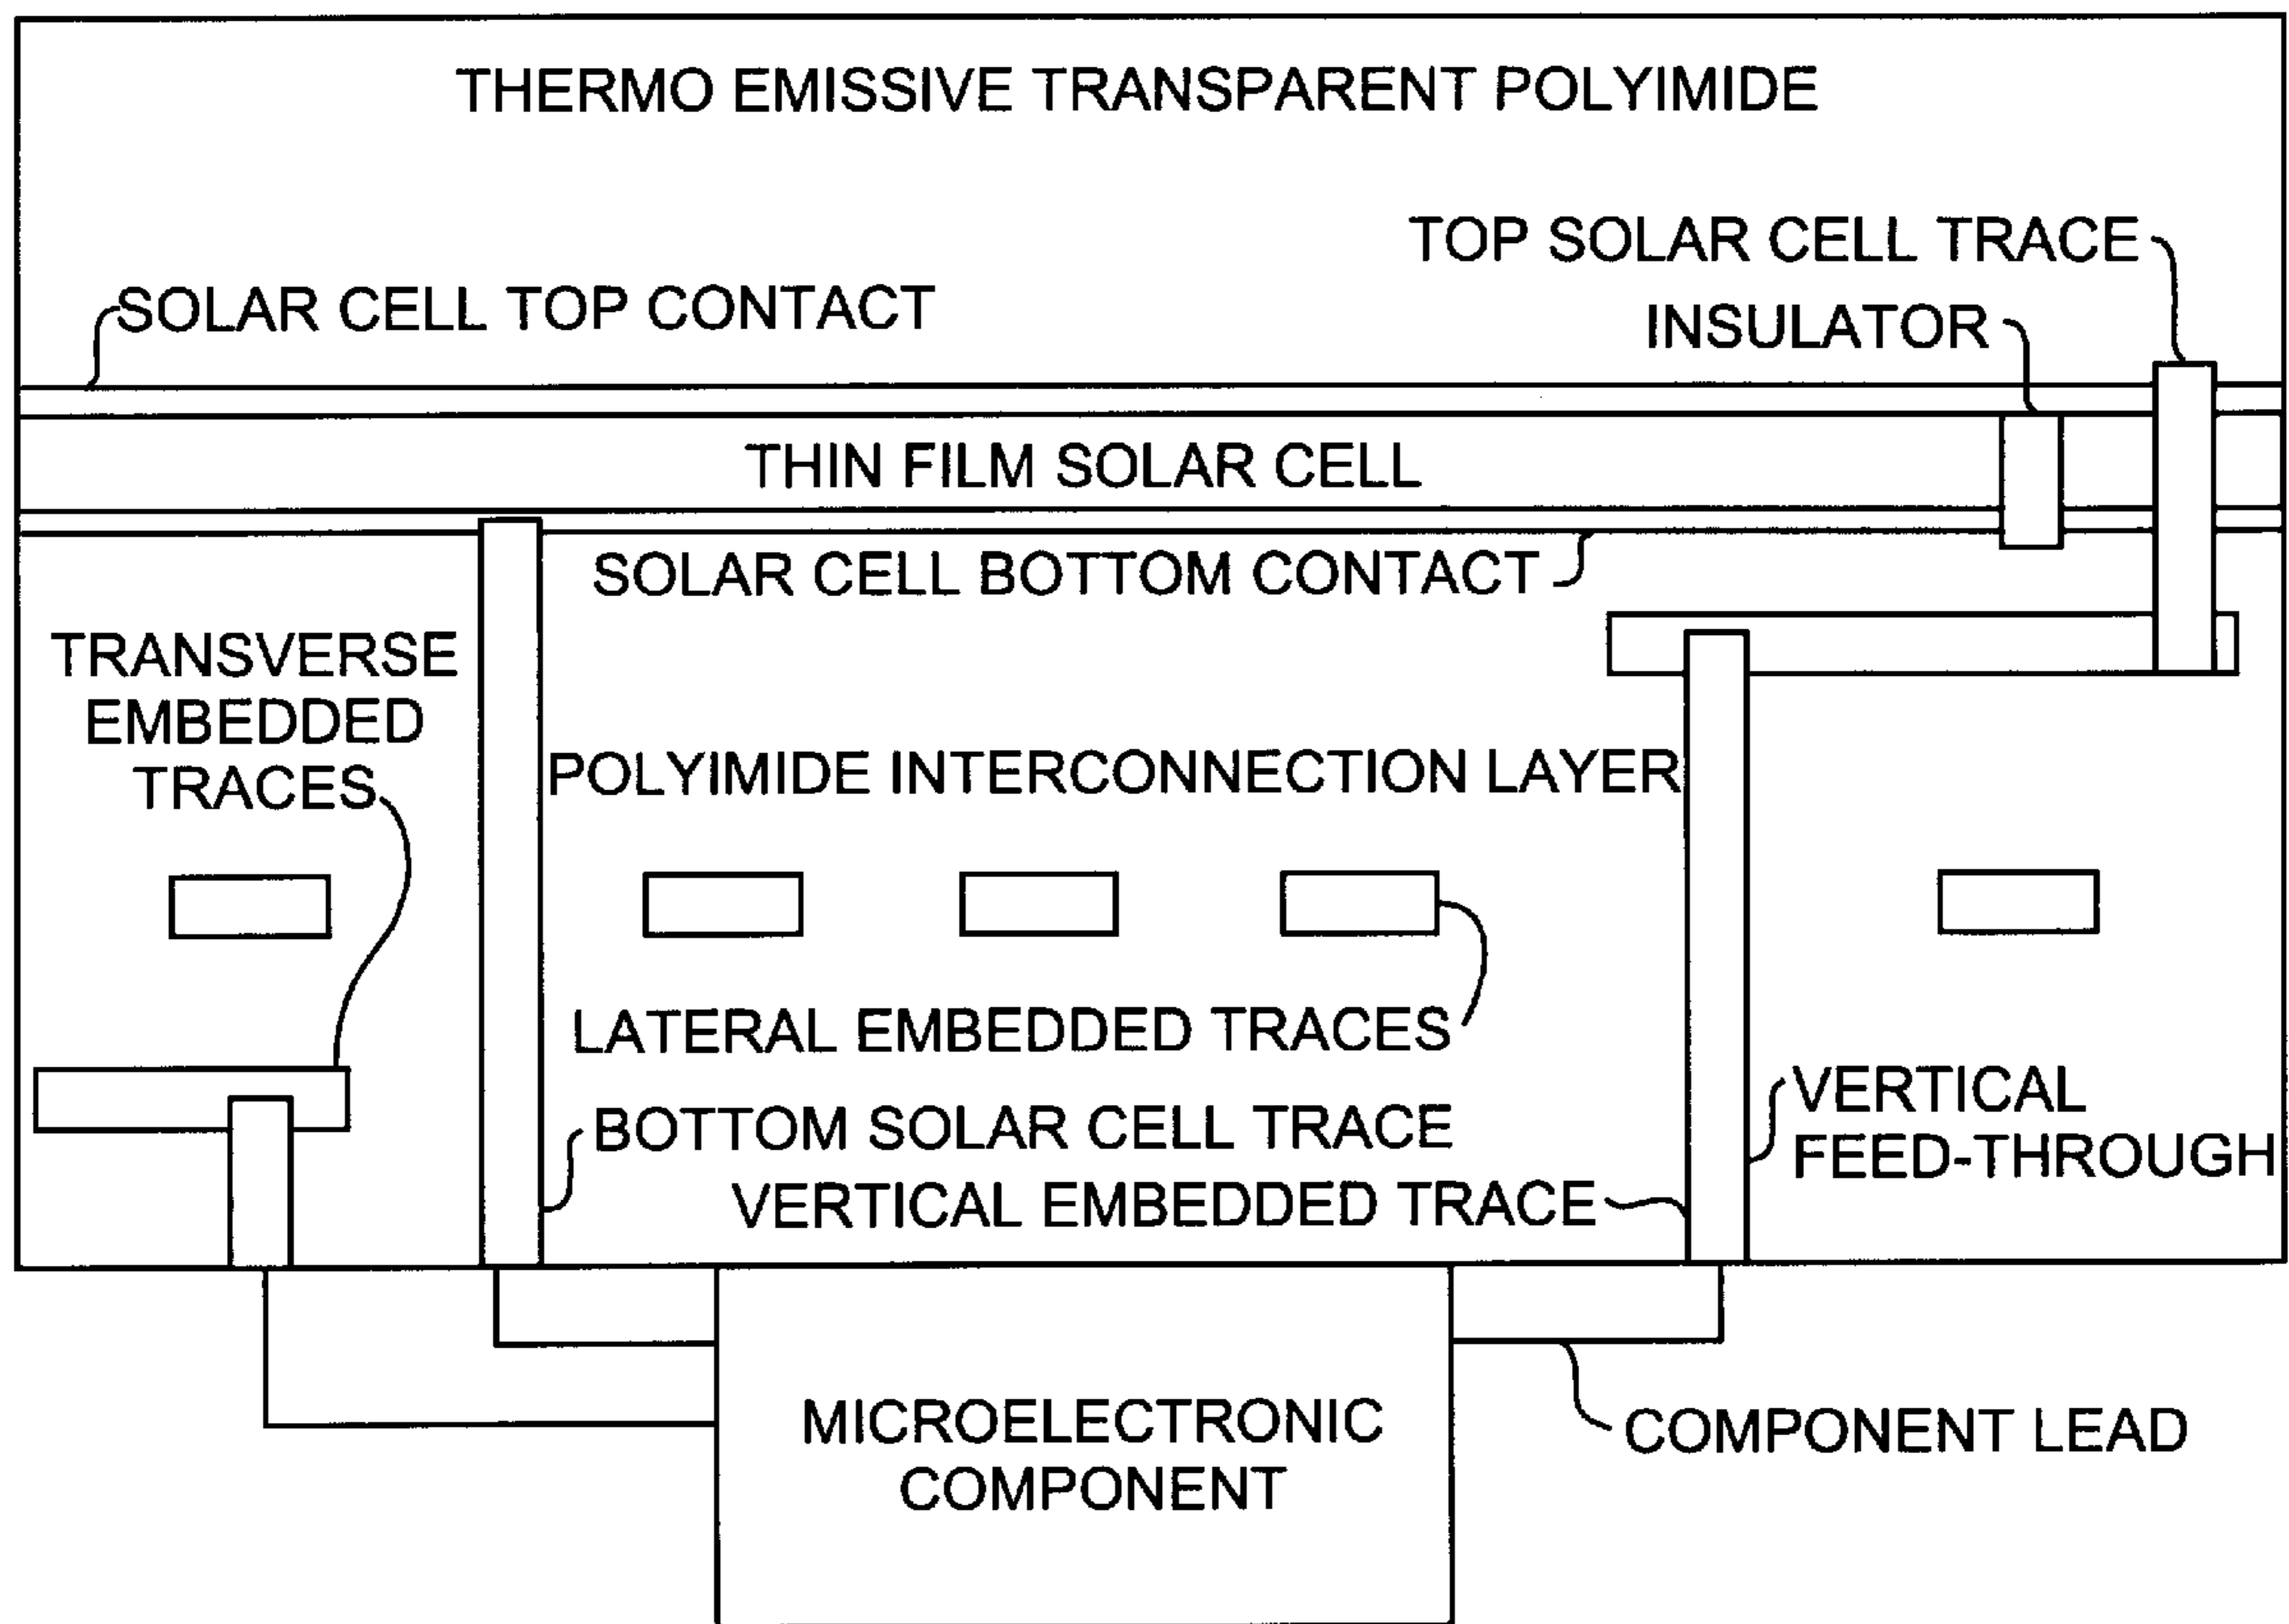 THERMO EMISSIVE TRANSPARENT POLYIMIDE
TOP SOLAR CELL TRACE
SOLAR CELL TOP CONTACT
INSULATOR
THIN FILM SOLAR CELL
SOLAR CELL BOTTOM CONTACT
TRANSVERSE
EMBEDDED
TRACES
POLYIMIDE INTERCONNECTION LAYER
LATERAL EMBEDDED TRACES
BOTTOM SOLAR CELL TRACE
VERTICAL EMBEDDED TRACE
VERTICAL
FEED-THROUGH
MICROELECTRONIC
COMPONENT
COMPONENT LEAD